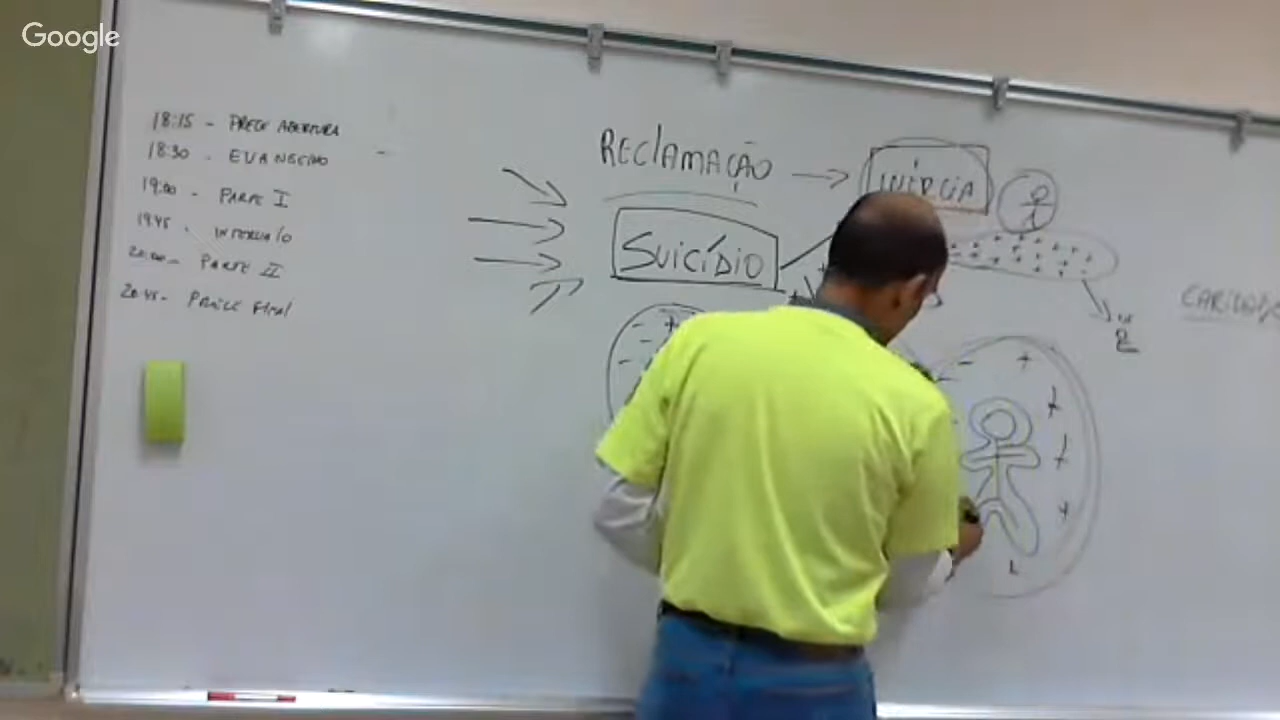 Google
18:15 - PRECE ABERTURA
18:30 - EVANGELHO -
19:00 - PARTE I
19:45 - INTERVALO
20:00 - PARTE II
20:45 - PRECE FINAL
RECLAMAÇÃO → INÉRCIA
SUICÍDIO